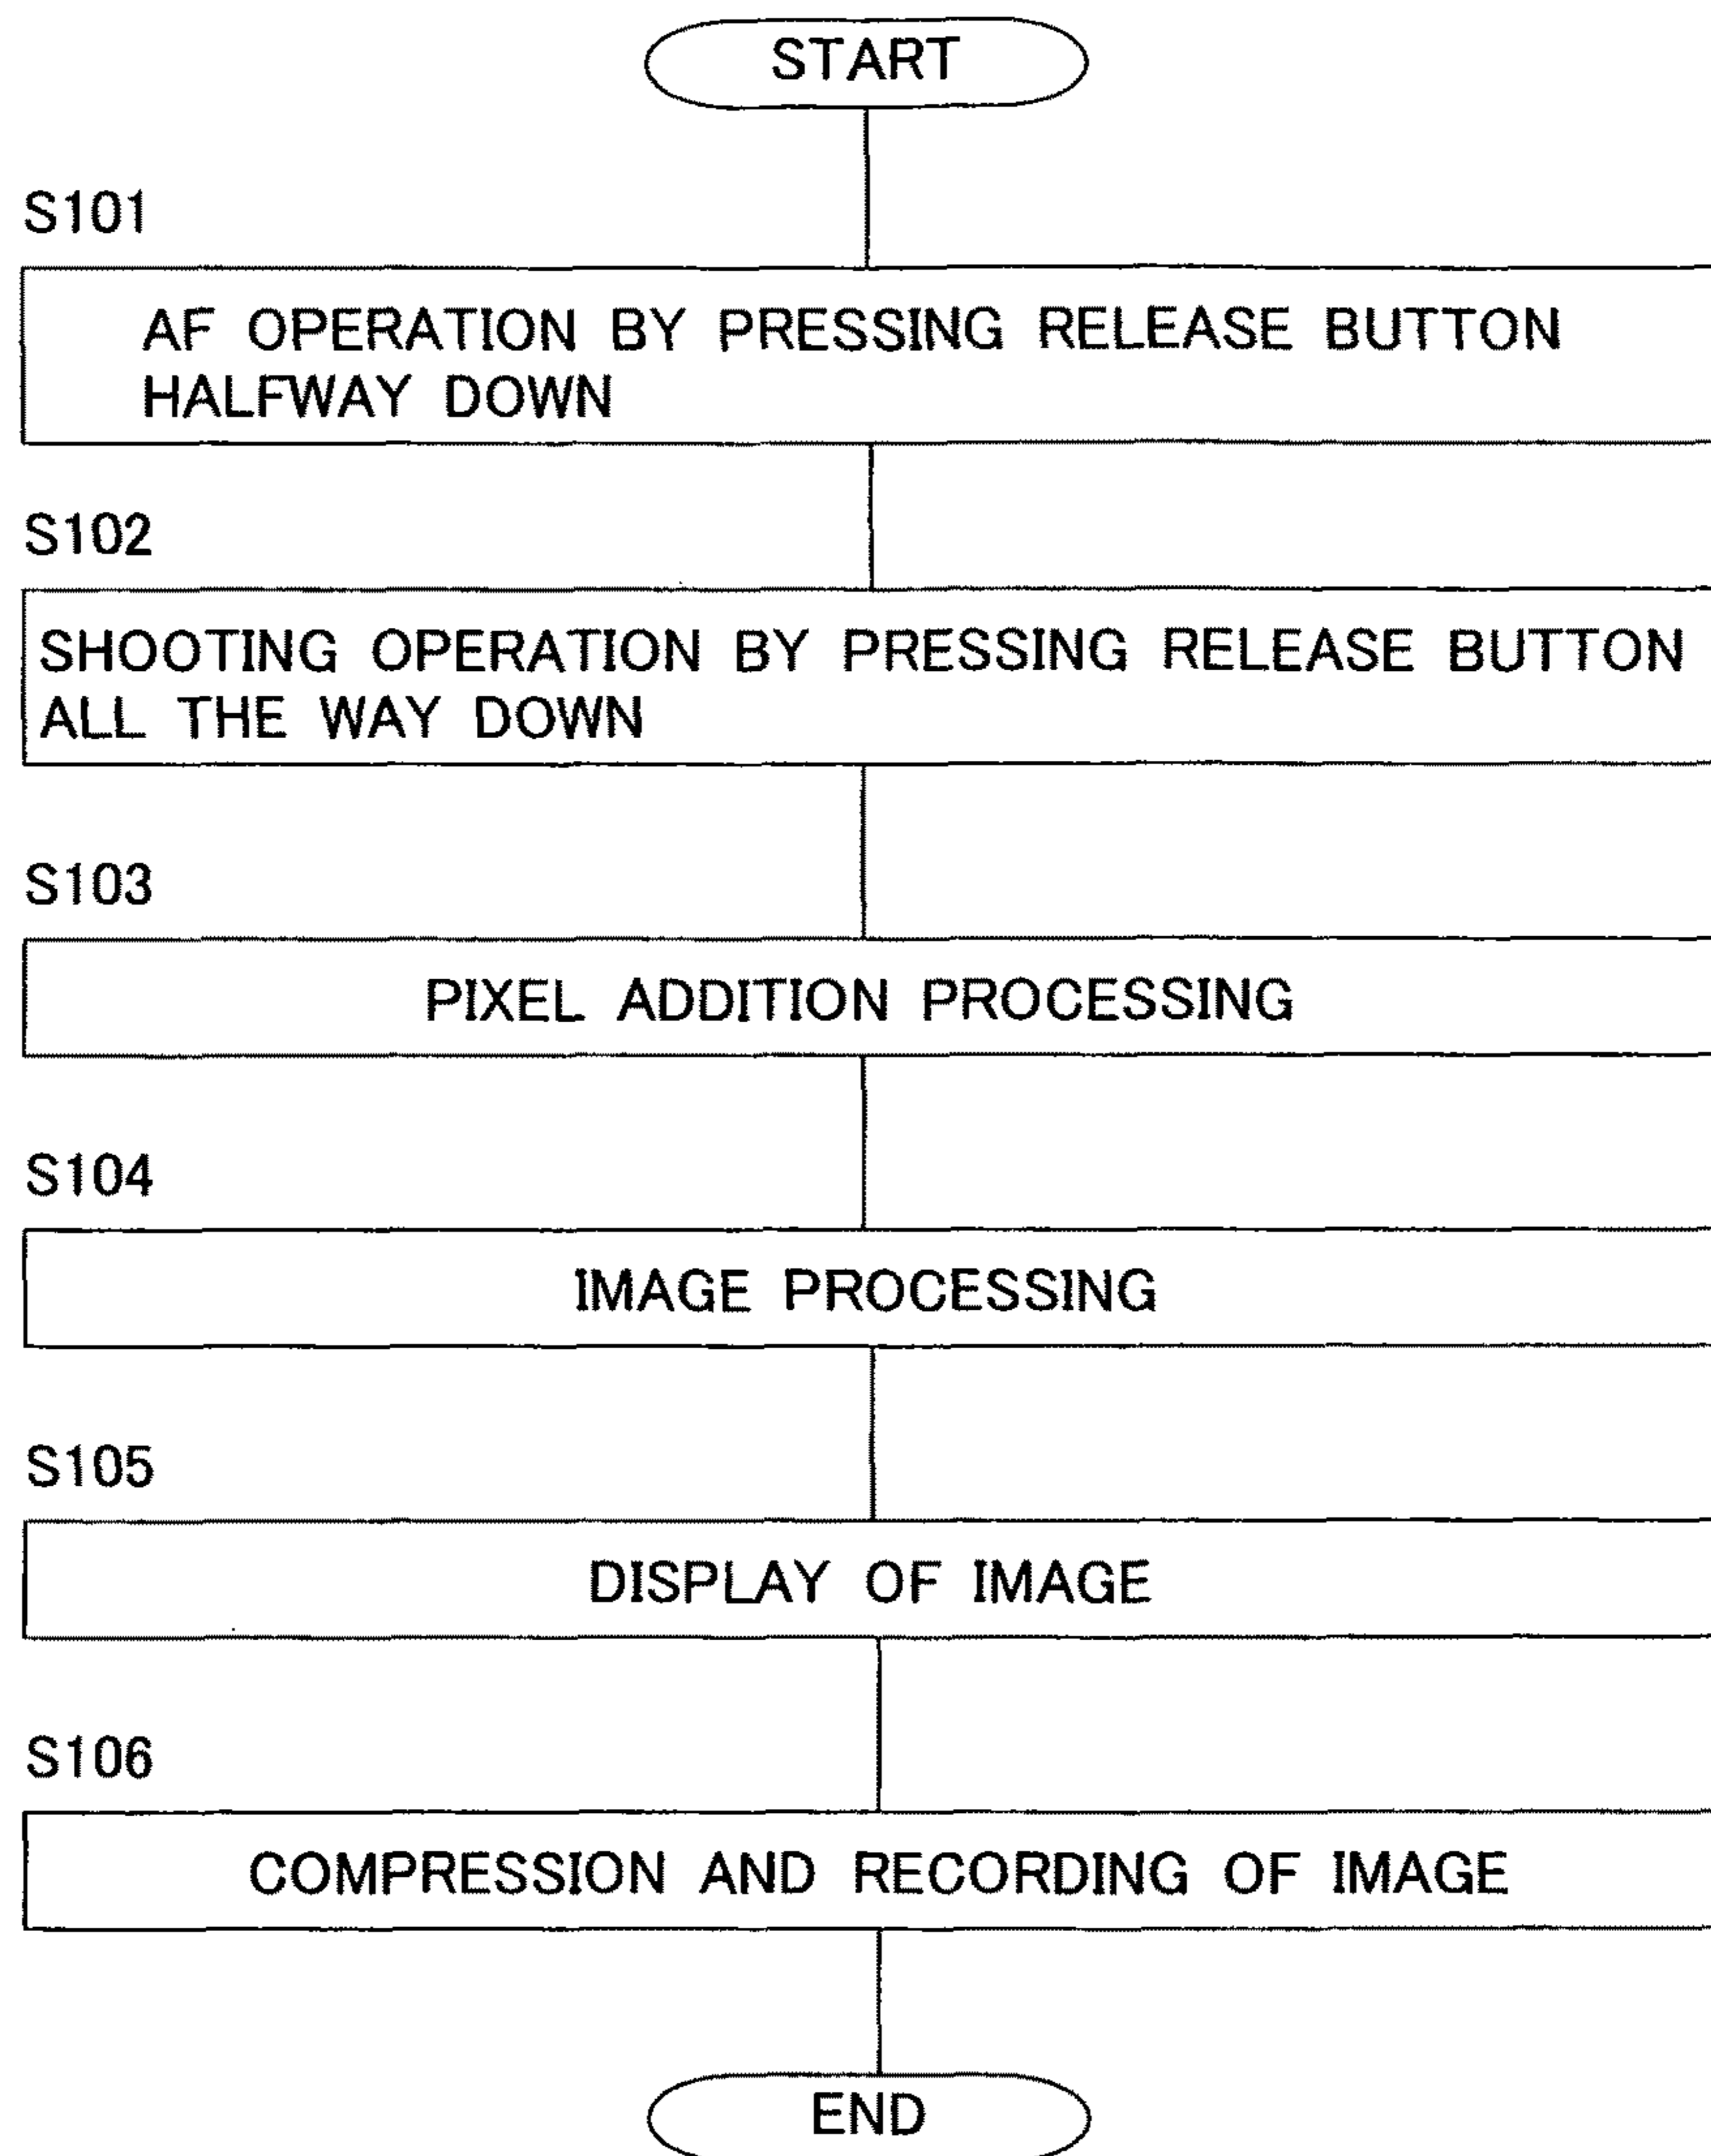 START
S101
AF OPERATION BY PRESSING RELEASE BUTTON
HALFWAY DOWN
S102
SHOOTING OPERATION BY PRESSING RELEASE BUTTON
ALL THE WAY DOWN
S103
PIXEL ADDITION PROCESSING
S104
IMAGE PROCESSING
S105
DISPLAY OF IMAGE
S106
COMPRESSION AND RECORDING OF IMAGE
END